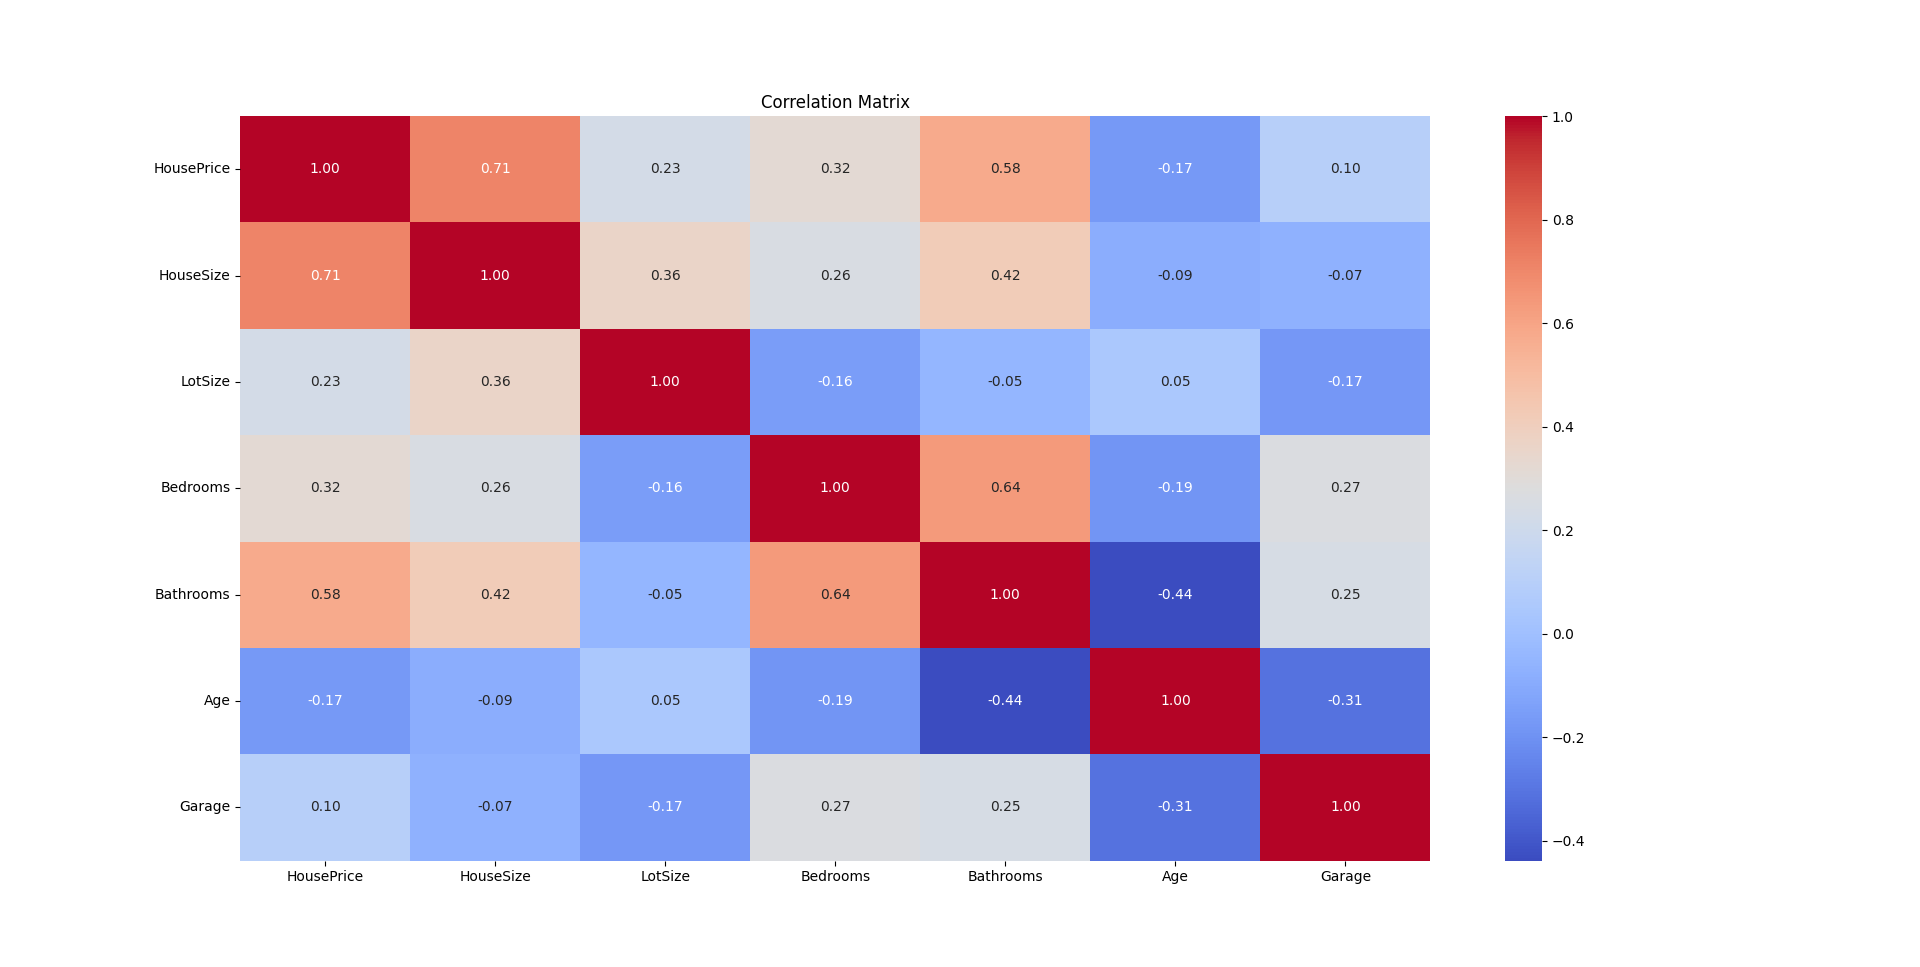 Correlation Matrix
HousePrice 1.00 0.71 0.23 0.32 0.58 -0.17 0.10
HouseSize 0.71 1.00 0.36 0.26 0.42 -0.09 -0.07
LotSize 0.23 0.36 1.00 -0.16 -0.05 0.05 -0.17
Bedrooms 0.32 0.26 -0.16 1.00 0.64 -0.19 0.27
Bathrooms 0.58 0.42 -0.05 0.64 1.00 -0.44 0.25
Age -0.17 -0.09 0.05 -0.19 -0.44 1.00 -0.31
Garage 0.10 -0.07 -0.17 0.27 0.25 -0.31 1.00
HousePrice HouseSize LotSize Bedrooms Bathrooms Age Garage
1.0
0.8
0.6
0.4
0.2
0.0
−0.2
−0.4